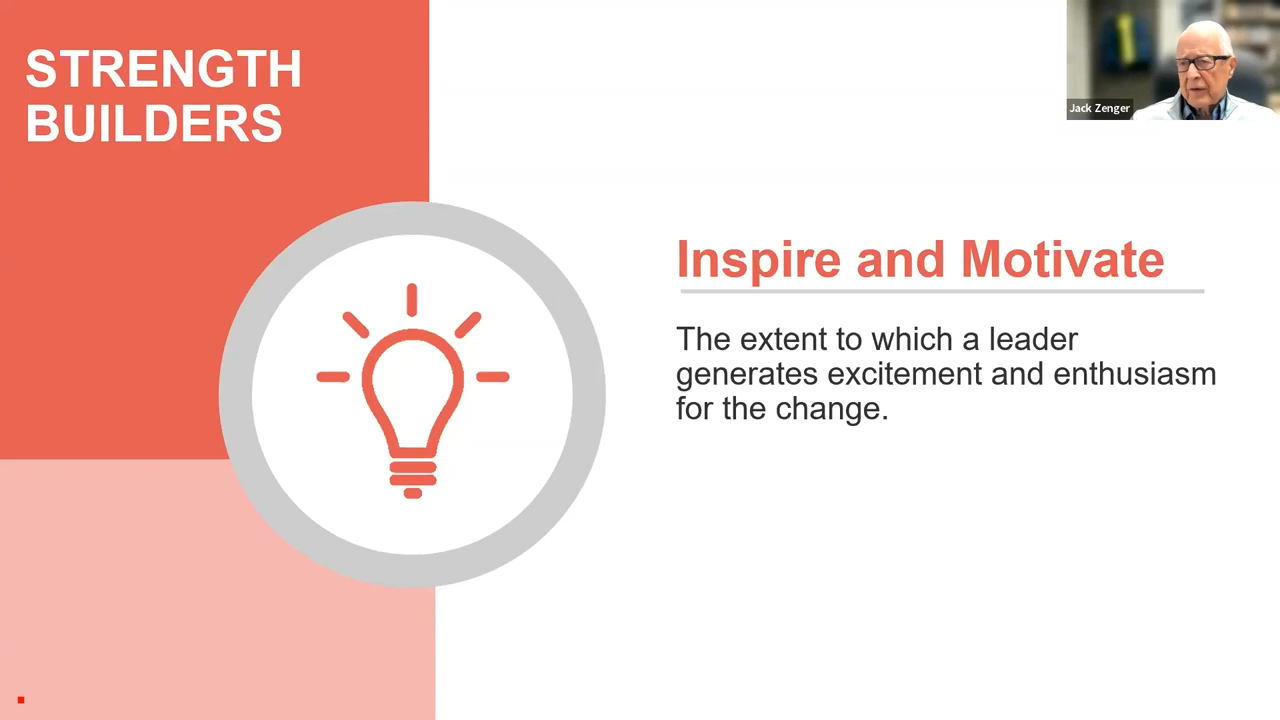 STRENGTH
BUILDERS
Jack Zenger
Inspire and Motivate
The extent to which a leader
generates excitement and enthusiasm
for the change.